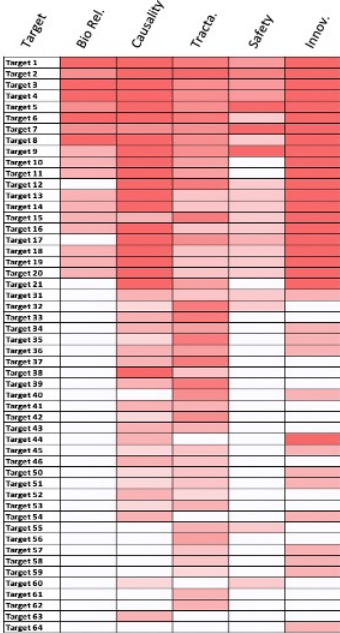 Target Bio Rel. Causality Tracta. Safety Innov.
Target 1
Target 2
Target 3
Target 4
Target 5
Target 6
Target 7
Target 8
Target 9
Target 10
Target 11
Target 12
Target 13
Target 14
Target 15
Target 16
Target 17
Target 18
Target 19
Target 20
Target 21
Target 31
Target 32
Target 33
Target 34
Target 35
Target 36
Target 37
Target 38
Target 39
Target 40
Target 41
Target 42
Target 43
Target 44
Target 45
Target 46
Target 50
Target 51
Target 52
Target 53
Target 54
Target 55
Target 56
Target 57
Target 58
Target 59
Target 60
Target 61
Target 62
Target 63
Target 64